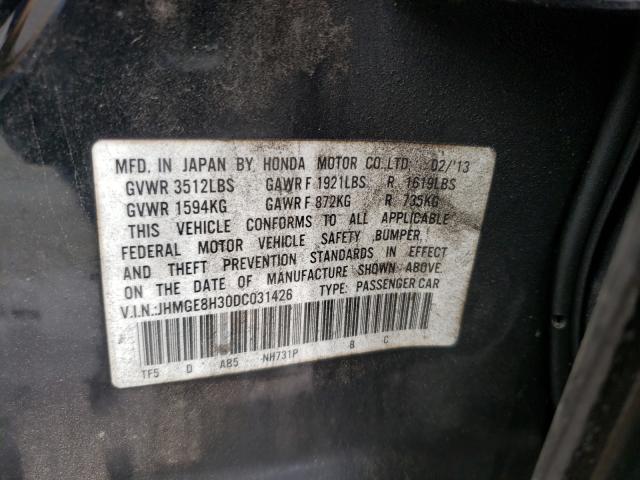 MFD. IN JAPAN BY HONDA MOTOR CO.,LTD. 02/'13
GVWR 3512LBS GAWR F 1921LBS R 1619LBS
GVWR 1594KG GAWR F 872KG R 735KG
THIS VEHICLE CONFORMS TO ALL APPLICABLE
FEDERAL MOTOR VEHICLE SAFETY ,BUMPER,
AND THEFT PREVENTION STANDARDS IN EFFECT
ON THE DATE OF MANUFACTURE SHOWN ABOVE.
V.I.N.:JHMGE8H30DC031426 TYPE: PASSENGER CAR
TF5 D AB5 NH731P B C